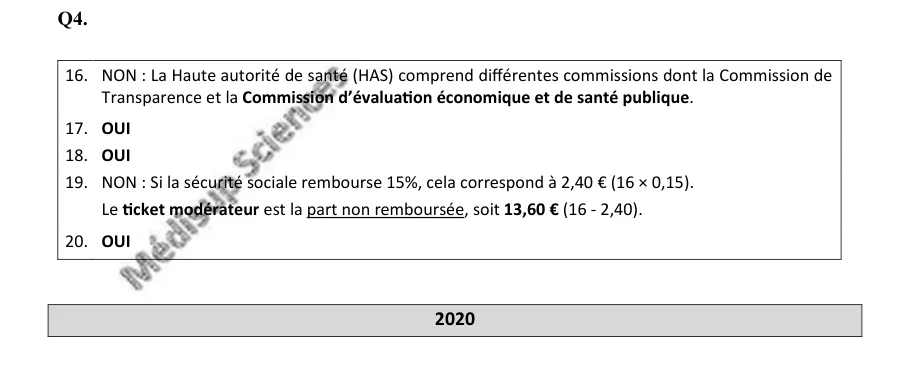 Q4.
16. NON : La Haute autorité de santé (HAS) comprend différentes commissions dont la Commission de
Transparence et la Commission d'évaluation économique et de santé publique.
17. OUI
18. OUI
19. NON : Si la sécurité sociale rembourse 15%, cela correspond à 2,40 € (16 × 0,15).
Le ticket modérateur est la part non remboursée, soit 13,60 € (16 - 2,40).
20. OUI
Médisup Sciences
2020